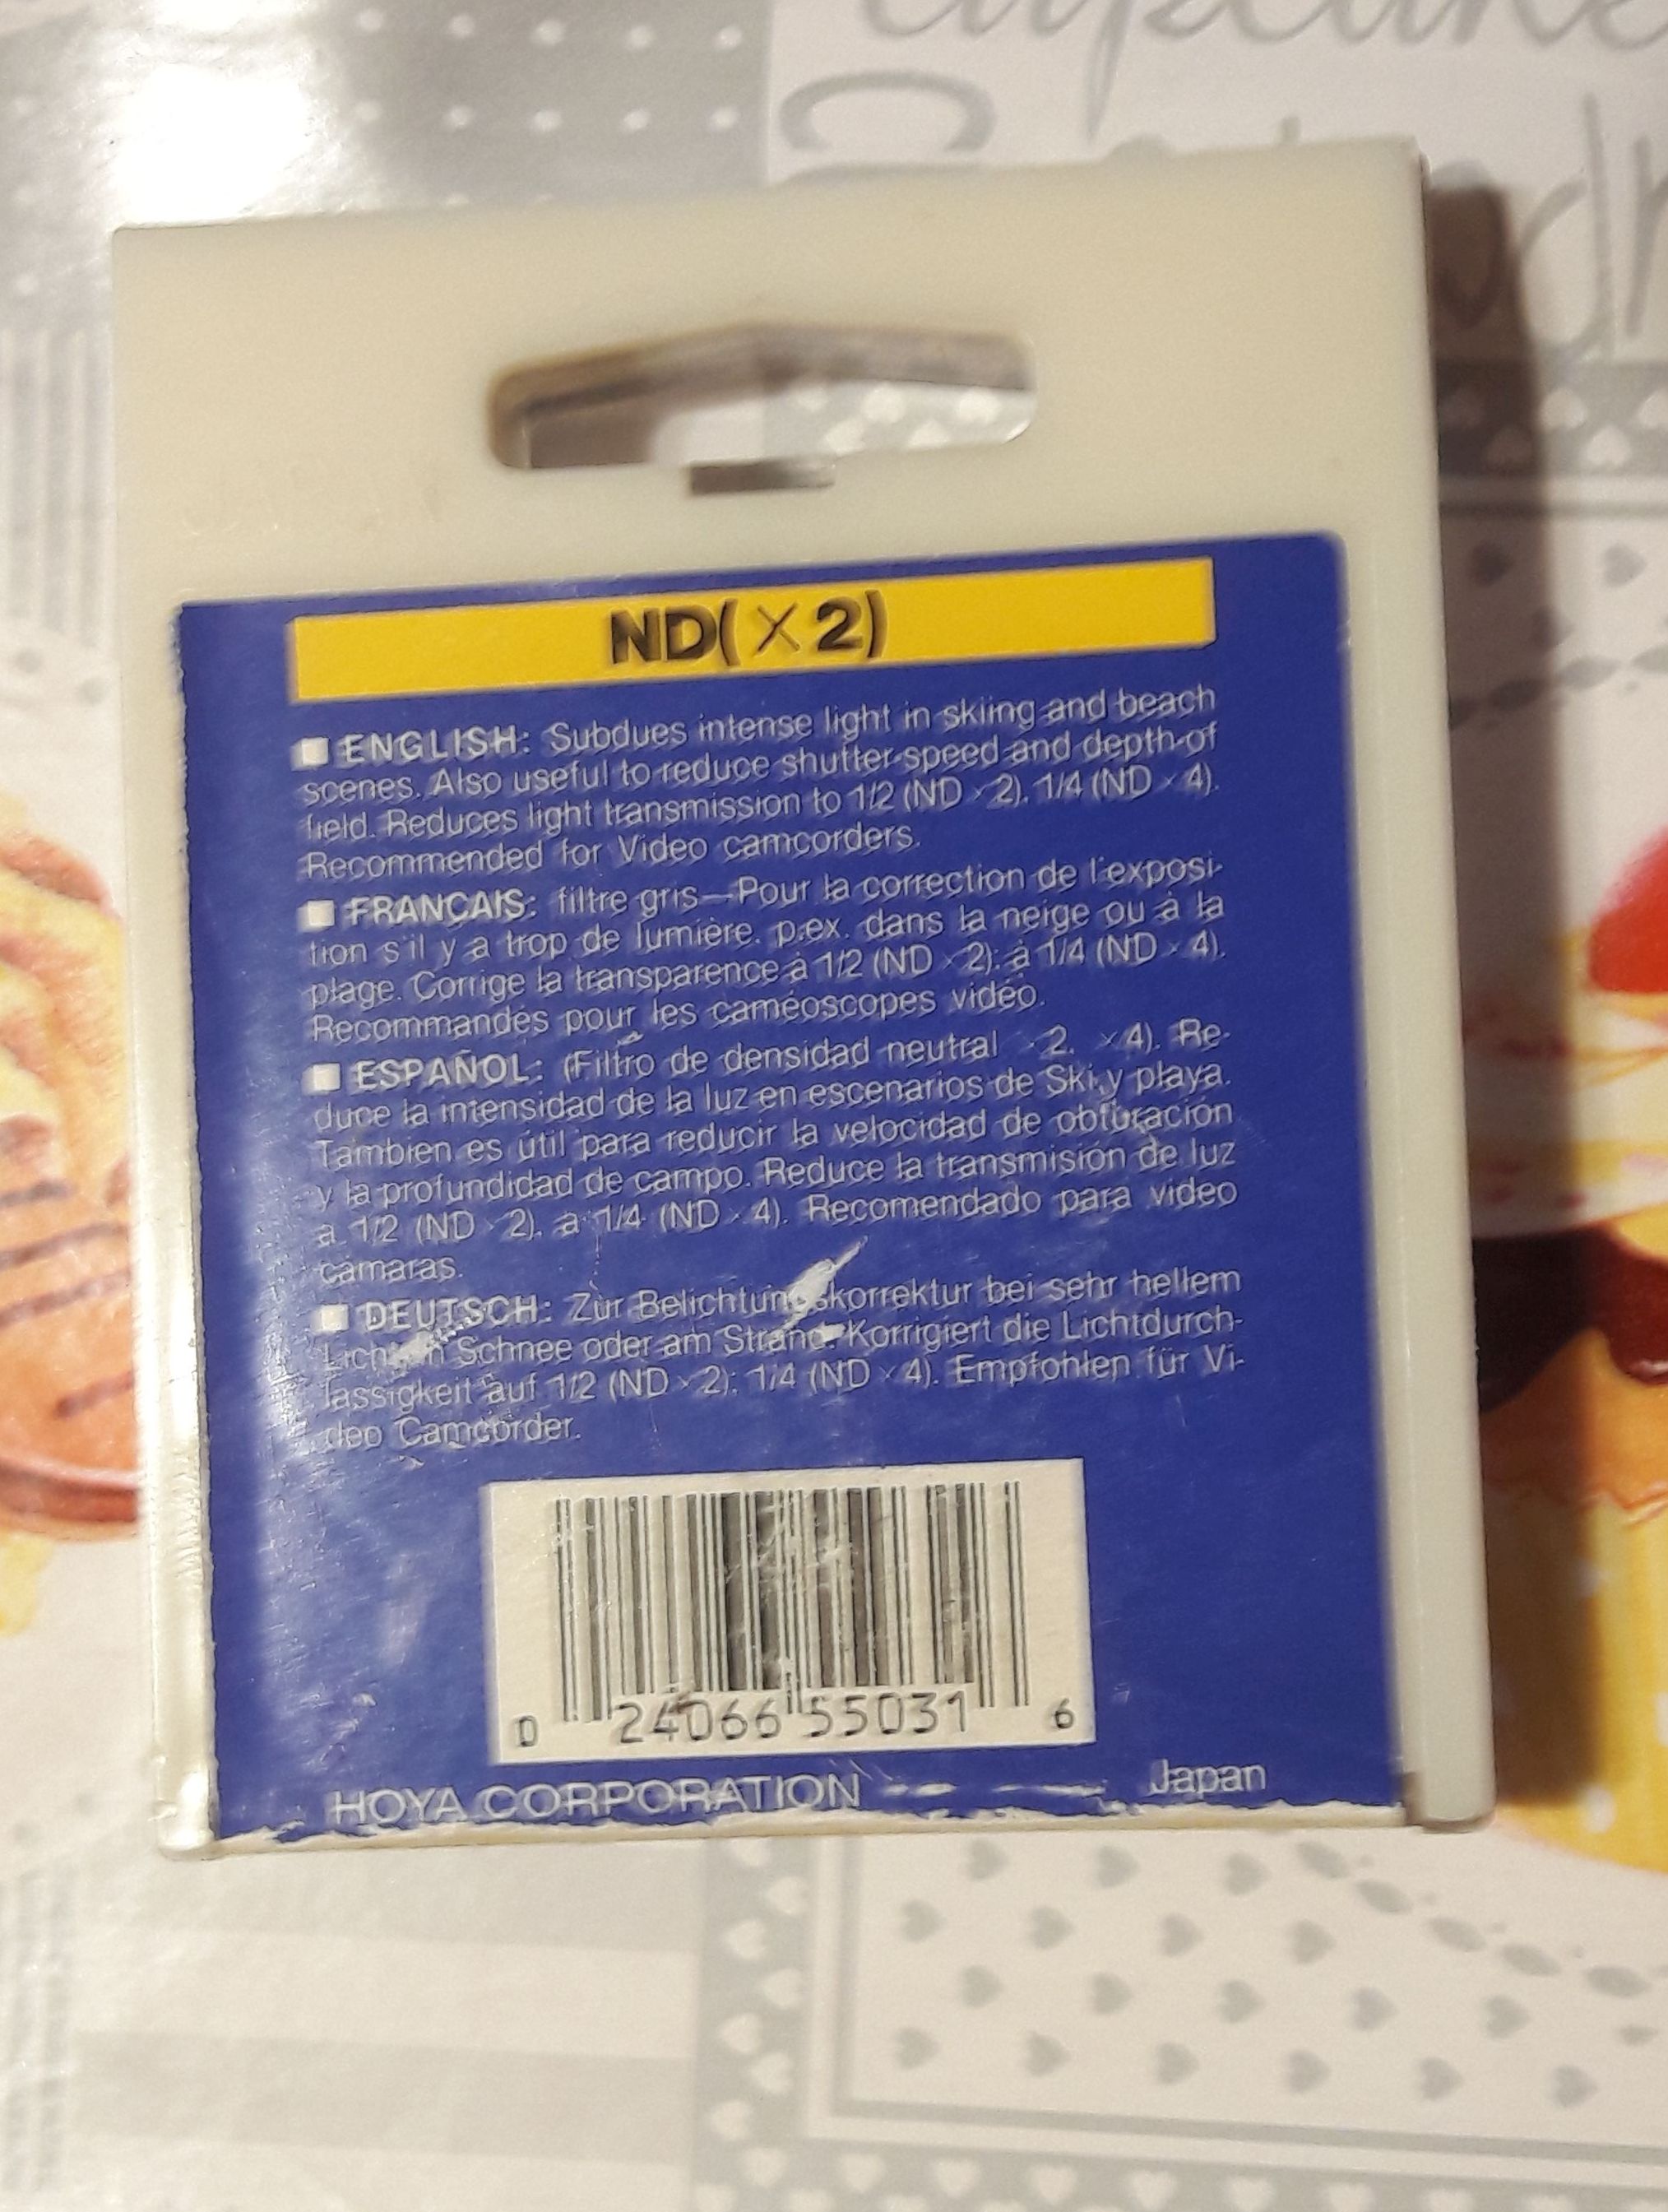 ND(×2)
■ ENGLISH: Subdues intense light in skiing and beach
scenes. Also useful to reduce shutter speed and depth of
field. Reduces light transmission to 1/2 (ND × 2). 1/4 (ND × 4).
Recommended for Video camcorders.
■ FRANÇAIS: filtre gris—Pour la correction de l'exposi-
tion s'il y a trop de lumière. p.ex. dans la neige ou à la
plage. Corrige la transparence à 1/2 (ND × 2); à 1/4 (ND × 4).
Recommandés pour les caméoscopes vidéo.
■ ESPAÑOL: (Filtro de densidad neutral × 2. × 4). Re-
duce la intensidad de la luz en escenarios de Ski y playa.
Tambien es útil para reducir la velocidad de obturación
y la profundidad de campo. Reduce la transmisión de luz
a 1/2 (ND × 2), a 1/4 (ND × 4). Recomendado para video
camaras.
■ DEUTSCH: Zur Belichtungskorrektur bei sehr hellem
Schnee oder am Strand. Korrigiert die Lichtdurch-
lassigkeit auf 1/2 (ND × 2); 1/4 (ND × 4). Empfohlen für Vi-
deo Camcorder.
0 24066 55031 6
HOYA CORPORATION Japan